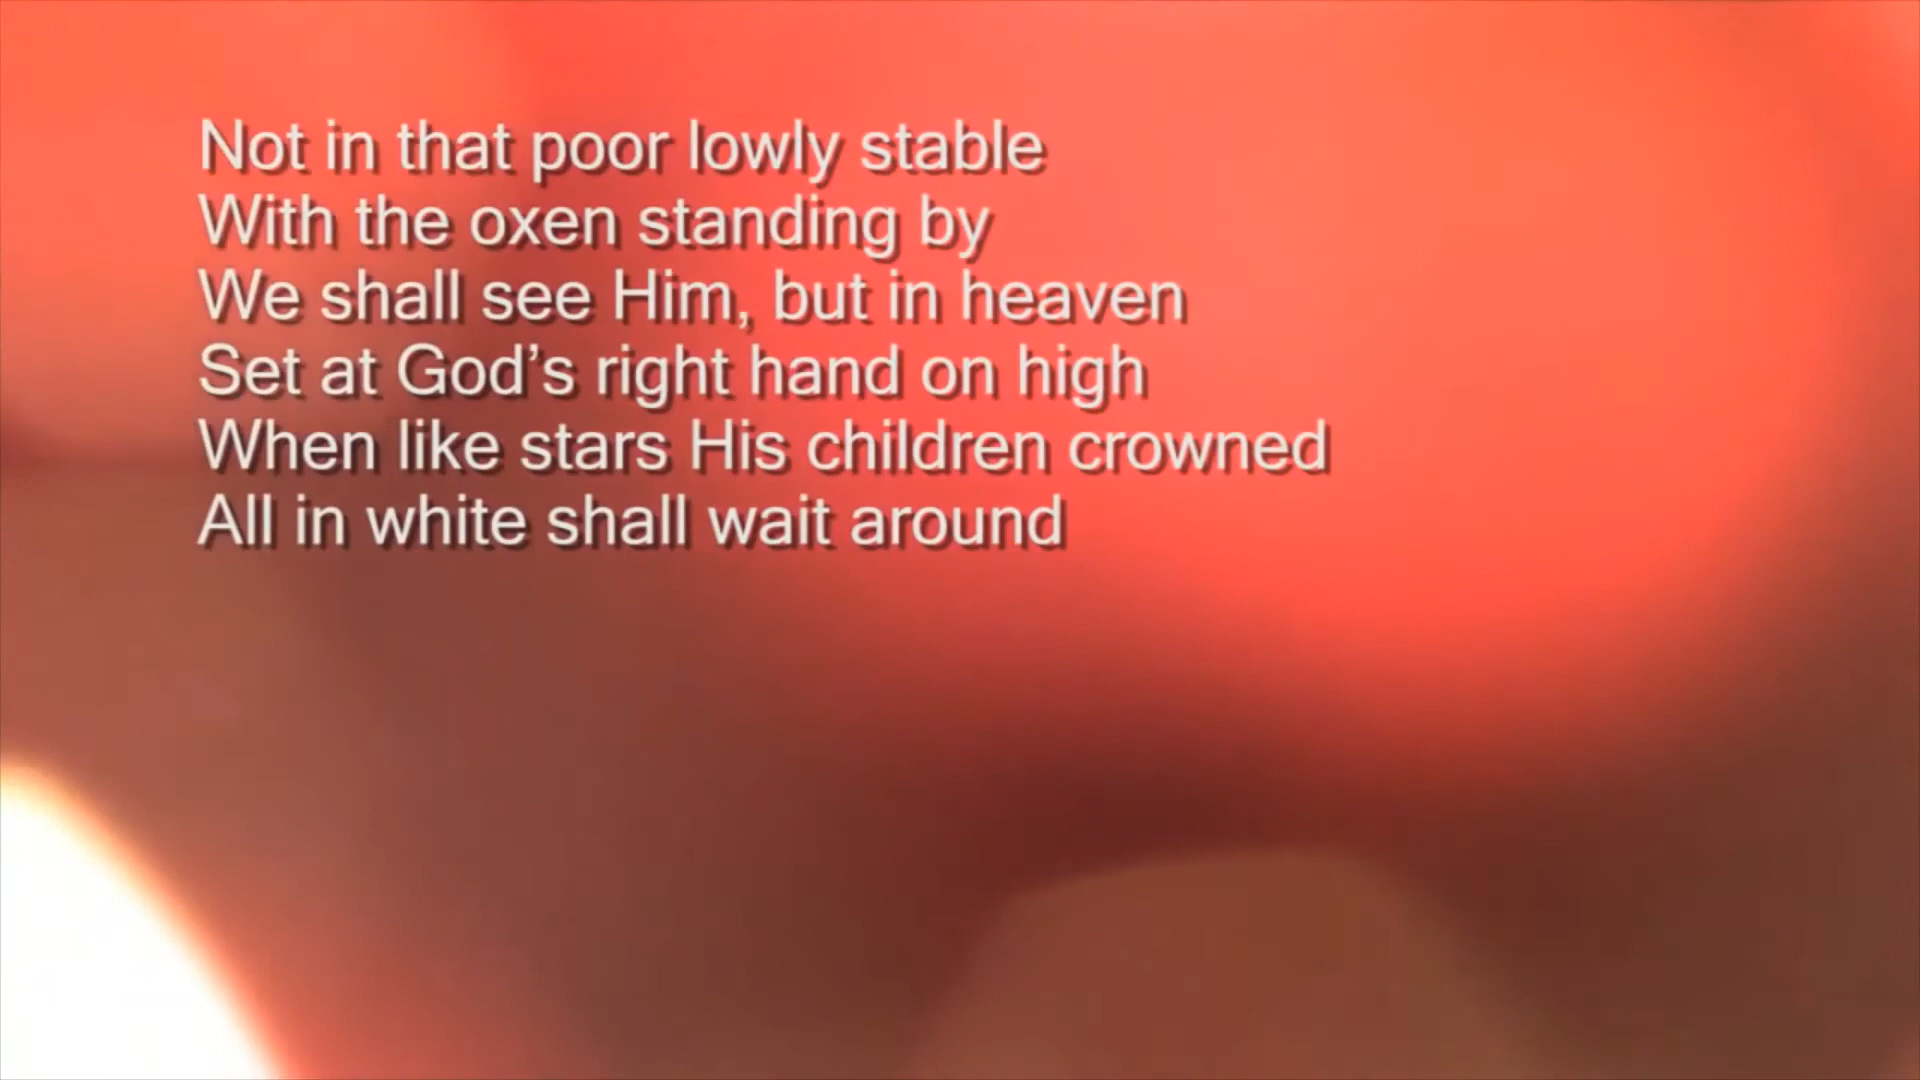 Not in that poor lowly stable
With the oxen standing by
We shall see Him, but in heaven
Set at God’s right hand on high
When like stars His children crowned
All in white shall wait around